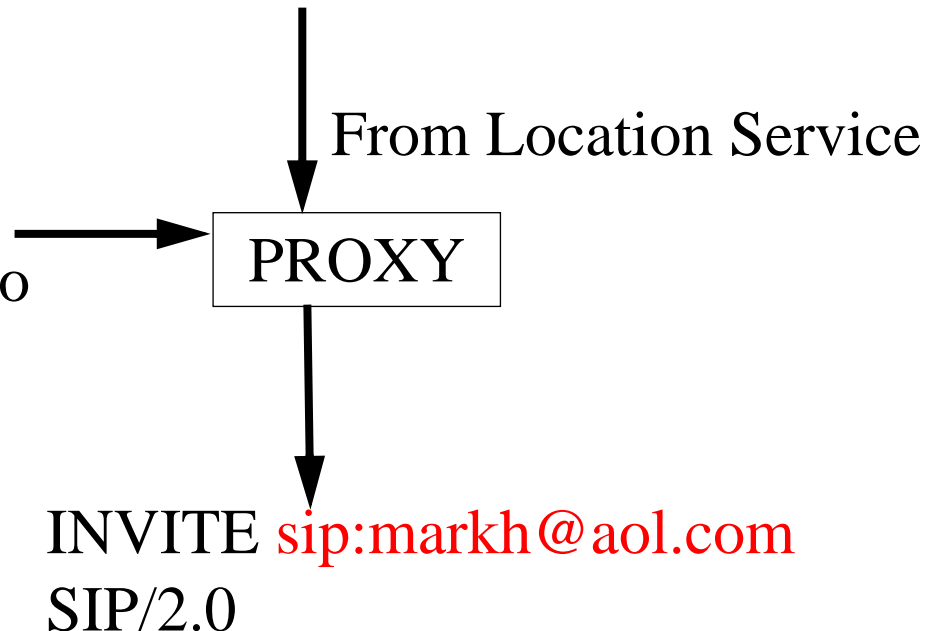 From Location Service
PROXY
o
INVITE sip:markh@aol.com
SIP/2.0